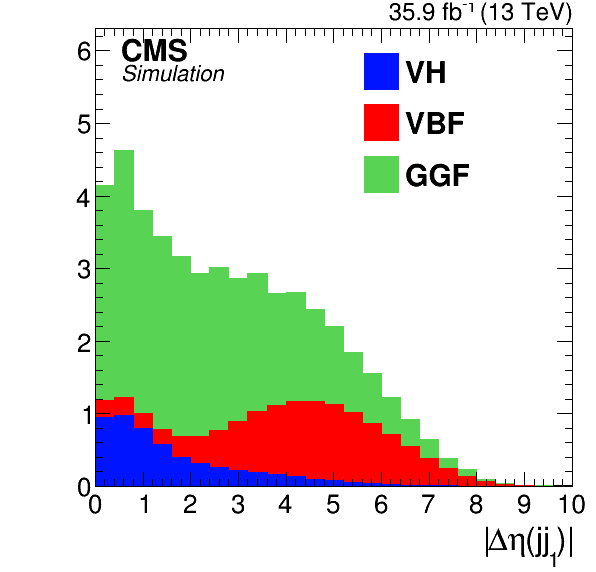 35.9 fb⁻¹ (13 TeV)
CMS
Simulation
VH
VBF
GGF
6
5
4
3
2
1
0
0 1 2 3 4 5 6 7 8 9 10
|Δη(jj₁)|